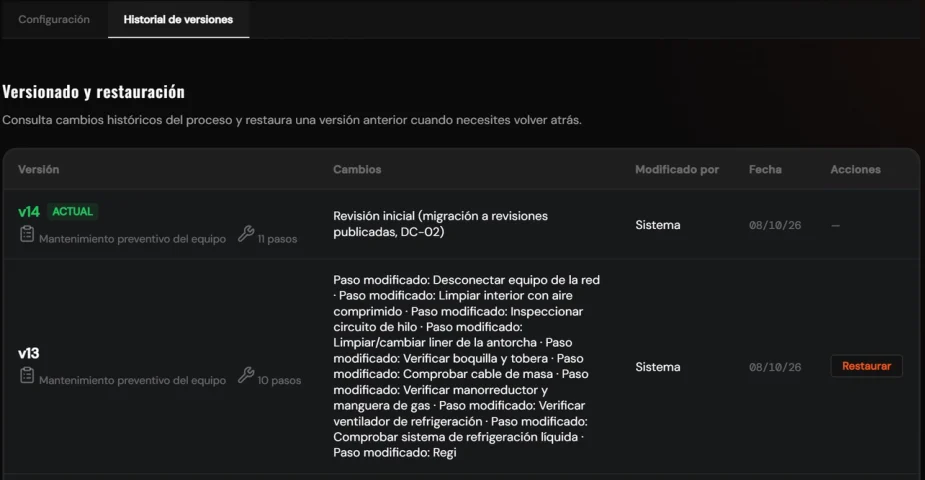 Configuración
Historial de versiones
Versionado y restauración
Consulta cambios históricos del proceso y restaura una versión anterior cuando necesites volver atrás.
Versión
Cambios
Modificado por
Fecha
Acciones
v14 ACTUAL
Mantenimiento preventivo del equipo 11 pasos
Revisión inicial (migración a revisiones
publicadas, DC-02)
Sistema
08/10/26
—
v13
Mantenimiento preventivo del equipo 10 pasos
Paso modificado: Desconectar equipo de la red
· Paso modificado: Limpiar interior con aire
comprimido · Paso modificado: Inspeccionar
circuito de hilo · Paso modificado:
Limpiar/cambiar liner de la antorcha · Paso
modificado: Verificar boquilla y tobera · Paso
modificado: Comprobar cable de masa · Paso
modificado: Verificar manorreductor y
manguera de gas · Paso modificado: Verificar
ventilador de refrigeración · Paso modificado:
Comprobar sistema de refrigeración líquida ·
Paso modificado: Regi
Sistema
08/10/26
Restaurar